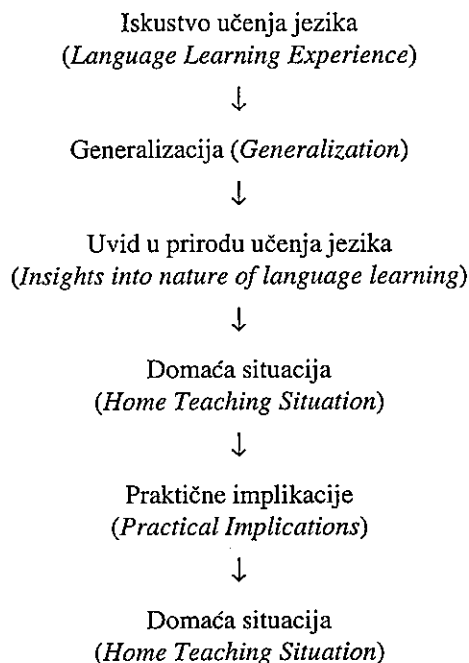 Iskustvo učenja jezika
(Language Learning Experience)
↓
Generalizacija (Generalization)
↓
Uvid u prirodu učenja jezika
(Insights into nature of language learning)
↓
Domaća situacija
(Home Teaching Situation)
↓
Praktične implikacije
(Practical Implications)
↓
Domaća situacija
(Home Teaching Situation)